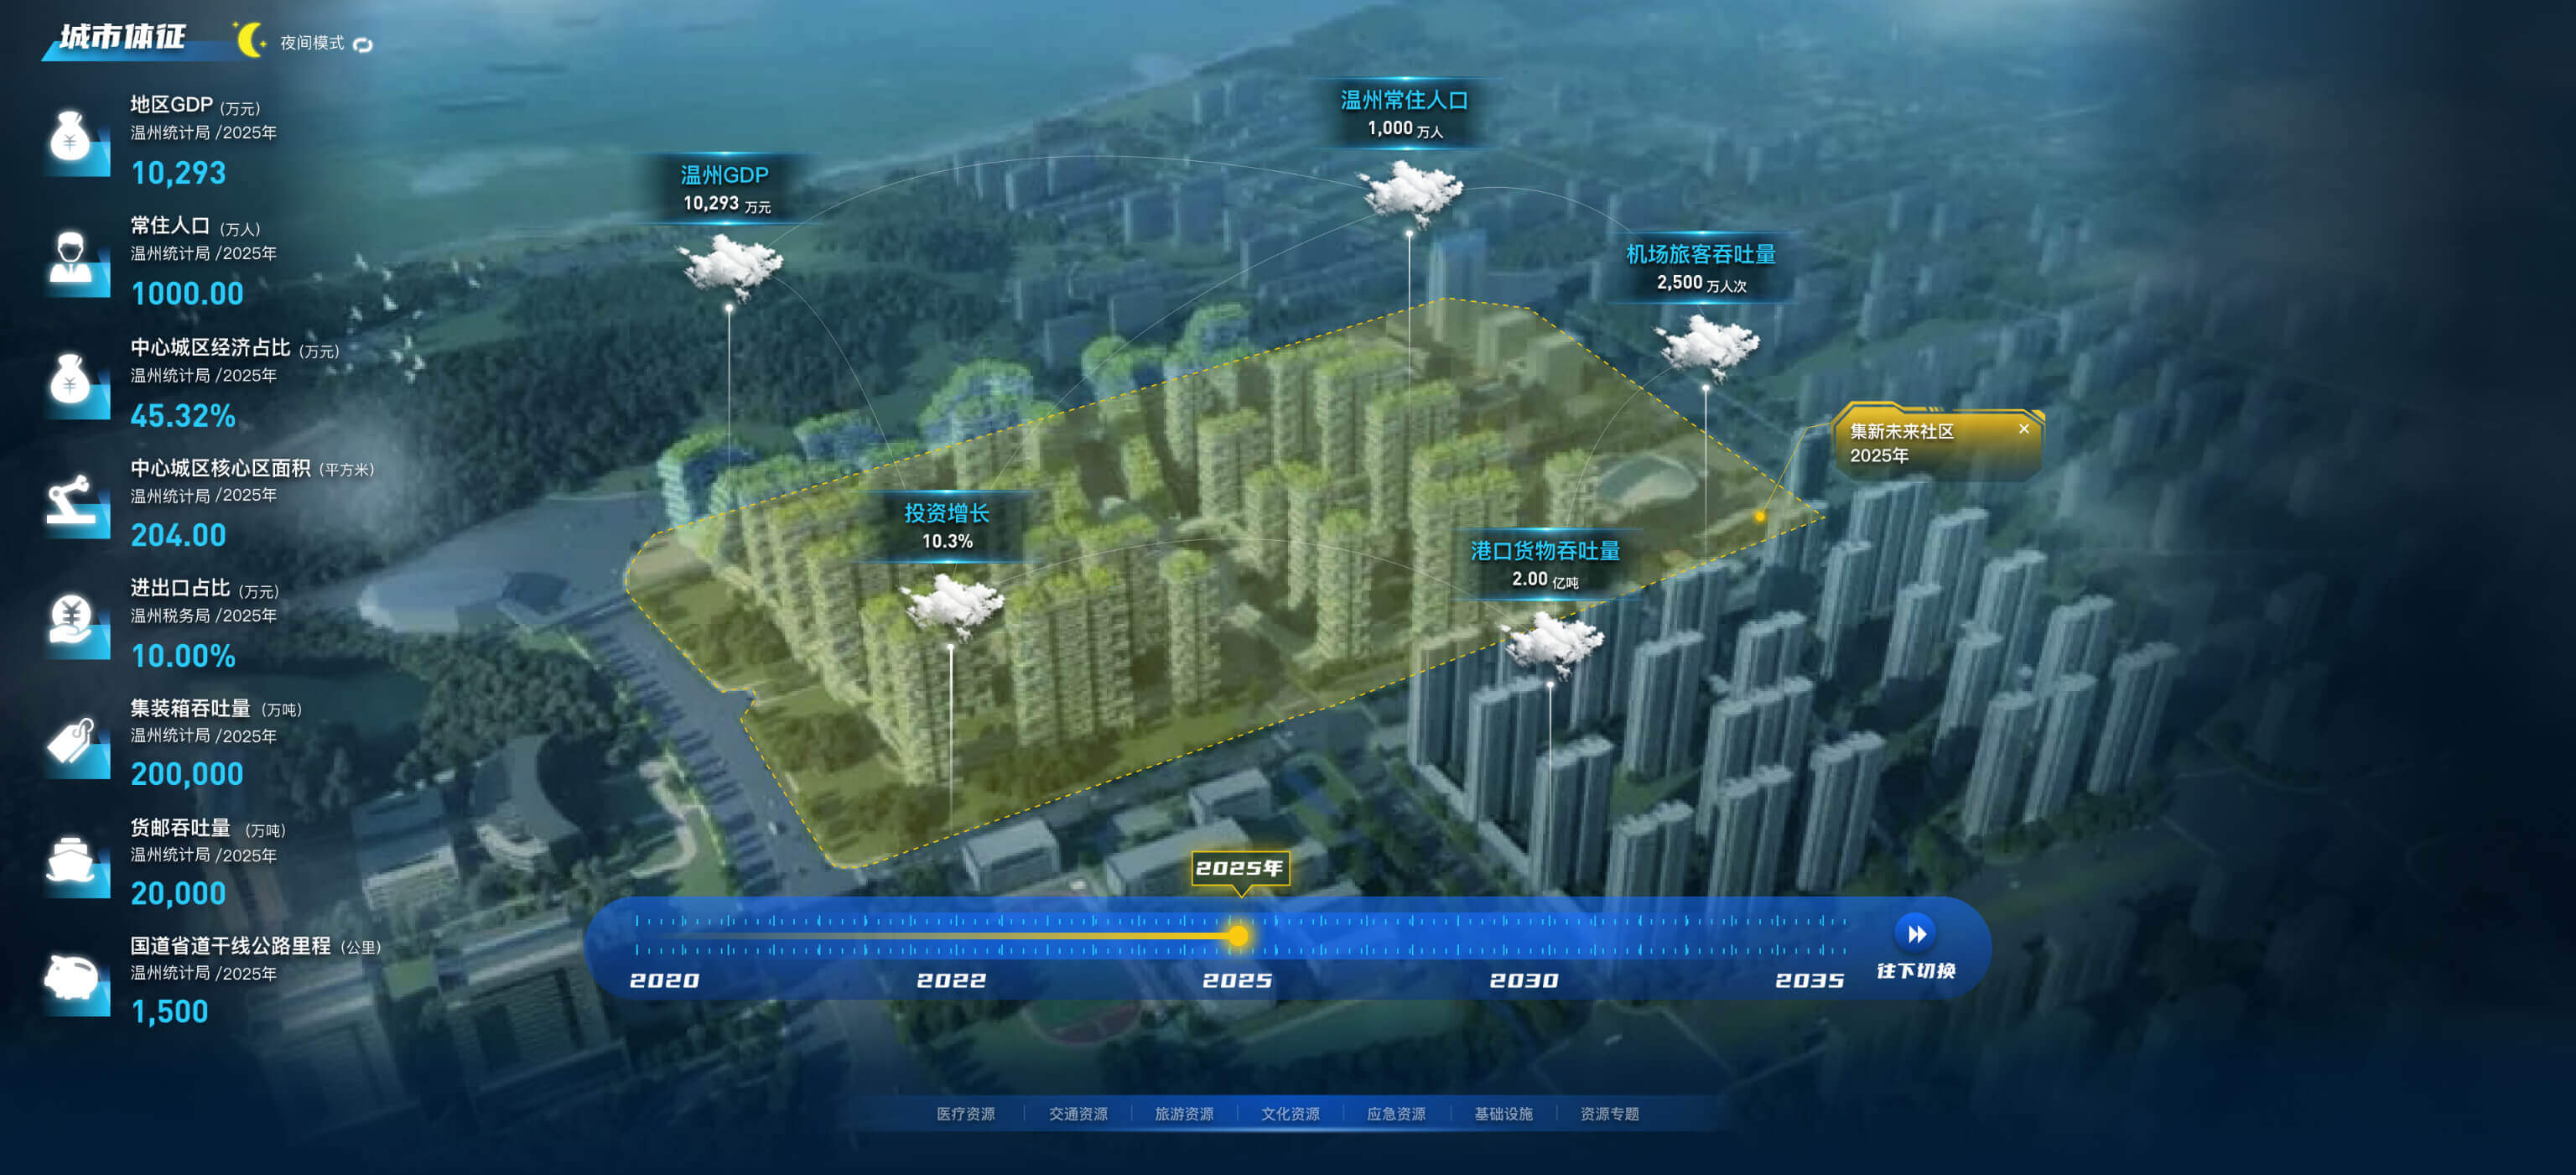 城市体征
夜间模式
地区GDP (万元)
温州统计局 /2025年
10,293
常住人口 (万人)
温州统计局 /2025年
1000.00
中心城区经济占比 (万元)
温州统计局 /2025年
45.32%
中心城区核心区面积 (平方米)
温州统计局 /2025年
204.00
进出口占比 (万元)
温州税务局 /2025年
10.00%
集装箱吞吐量 (万吨)
温州统计局 /2025年
200,000
货邮吞吐量 (万吨)
温州统计局 /2025年
20,000
国道省道干线公路里程 (公里)
温州统计局 /2025年
1,500
温州GDP
10,293 万元
温州常住人口
1,000 万人
机场旅客吞吐量
2,500 万人次
集新未来社区
2025年
投资增长
10.3%
港口货物吞吐量
2.00 亿吨
2025年
2020 2022 2025 2030 2035
往下切换
医疗资源 交通资源 旅游资源 文化资源 应急资源 基础设施 资源专题